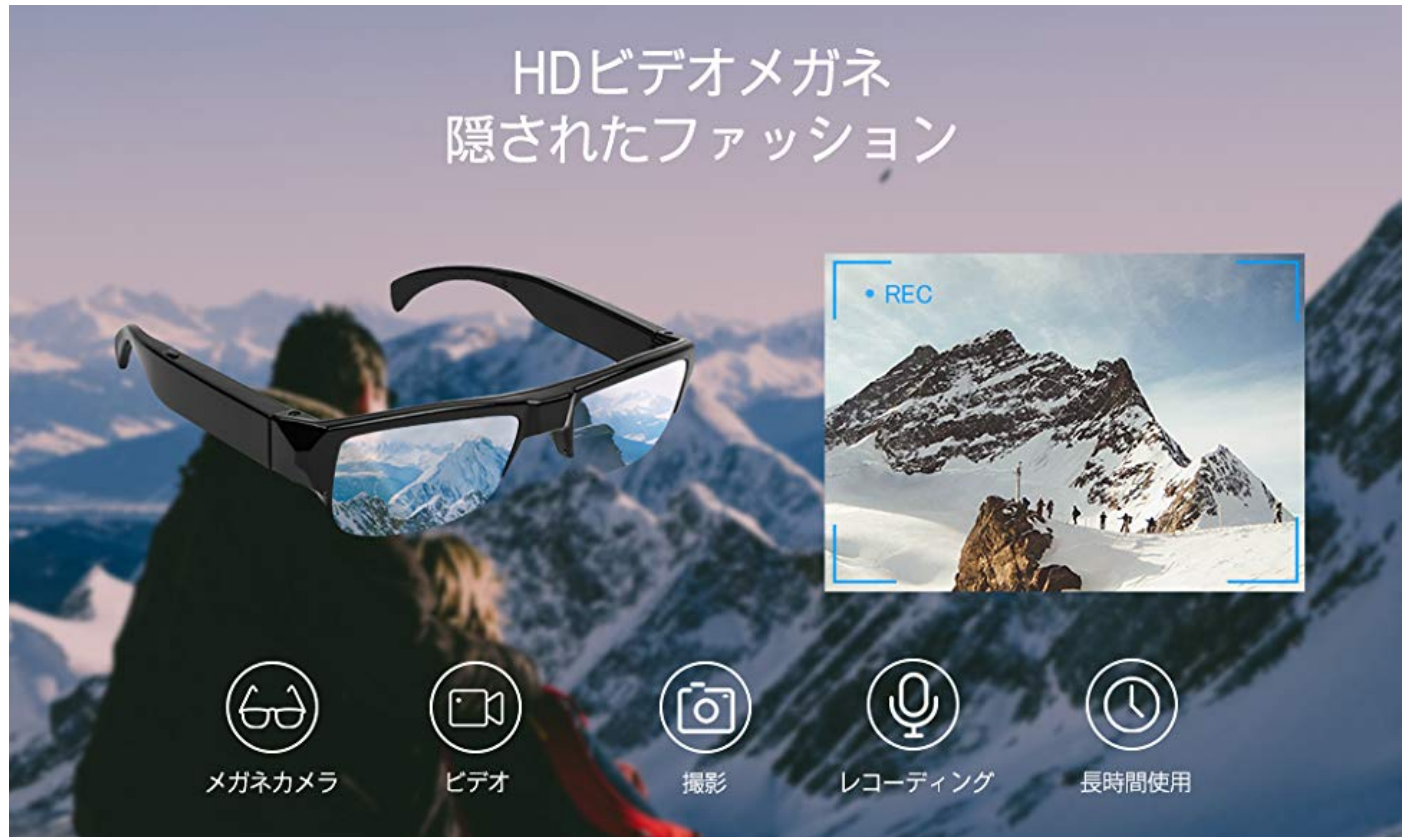 HDビデオメガネ
隠されたファッション
• REC
メガネカメラ
ビデオ
撮影
レコーディング
長時間使用